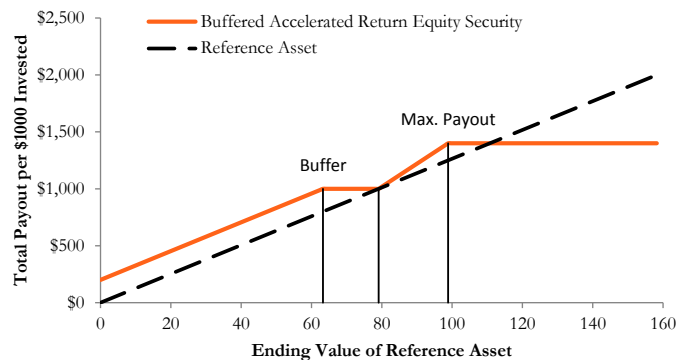 $2,500
Buffered Accelerated Return Equity Security
Reference Asset
$2,000
Max. Payout
$1,500
Buffer
$1,000
$500
$0
Total Payout per $1000 Invested
0 20 40 60 80 100 120 140 160
Ending Value of Reference Asset